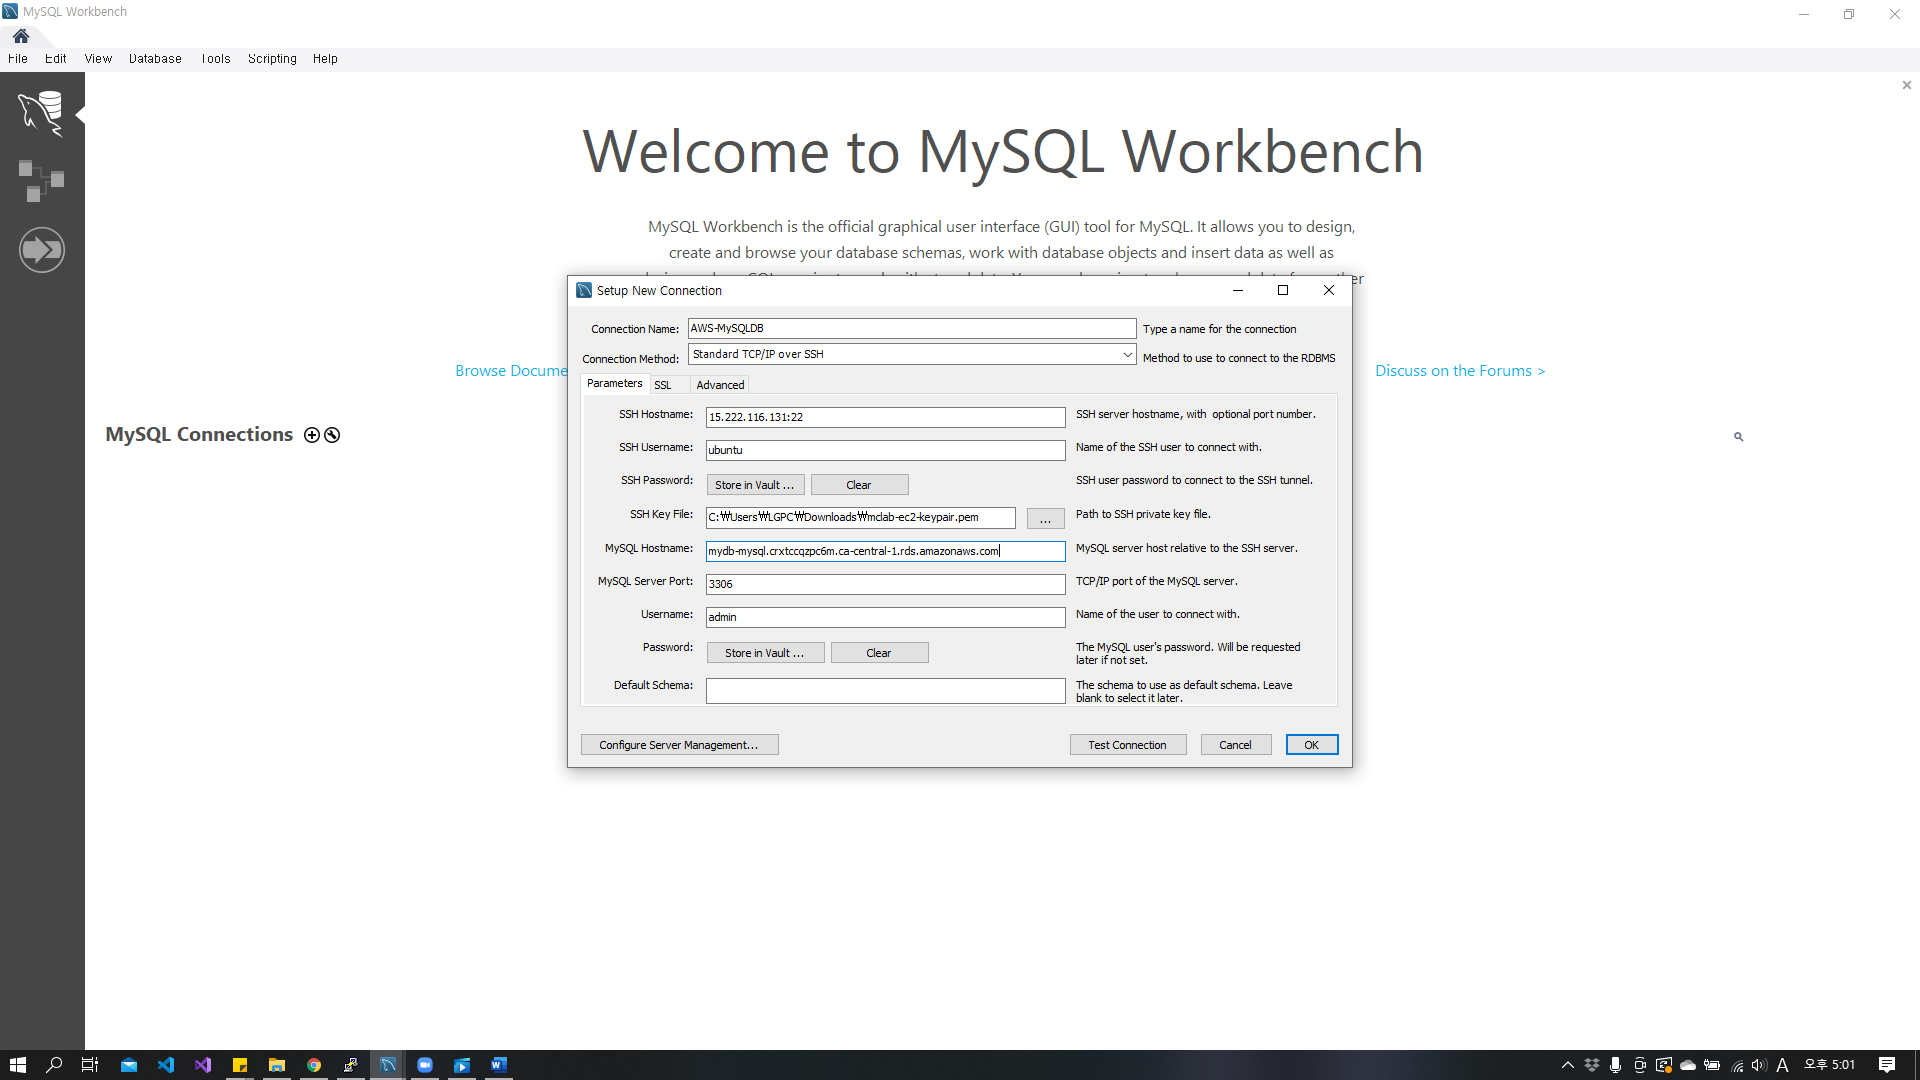 MySQL Workbench
File Edit View Database Tools Scripting Help
Welcome to MySQL Workbench
MySQL Workbench is the official graphical user interface (GUI) tool for MySQL. It allows you to design,
create and browse your database schemas, work with database objects and insert data as well as
Browse Docume
Discuss on the Forums >
MySQL Connections
Setup New Connection
Connection Name: AWS-MySQLDB Type a name for the connection
Connection Method: Standard TCP/IP over SSH Method to use to connect to the RDBMS
Parameters SSL Advanced
SSH Hostname: 15.222.116.131:22 SSH server hostname, with optional port number.
SSH Username: ubuntu Name of the SSH user to connect with.
SSH Password: Store in Vault ... Clear SSH user password to connect to the SSH tunnel.
SSH Key File: C:₩Users₩LGPC₩Downloads₩mclab-ec2-keypair.pem ... Path to SSH private key file.
MySQL Hostname: mydb-mysql.crxtccqzpc6m.ca-central-1.rds.amazonaws.com MySQL server host relative to the SSH server.
MySQL Server Port: 3306 TCP/IP port of the MySQL server.
Username: admin Name of the user to connect with.
Password: Store in Vault ... Clear The MySQL user's password. Will be requested
later if not set.
Default Schema: The schema to use as default schema. Leave
blank to select it later.
Configure Server Management... Test Connection Cancel OK
A 오후 5:01